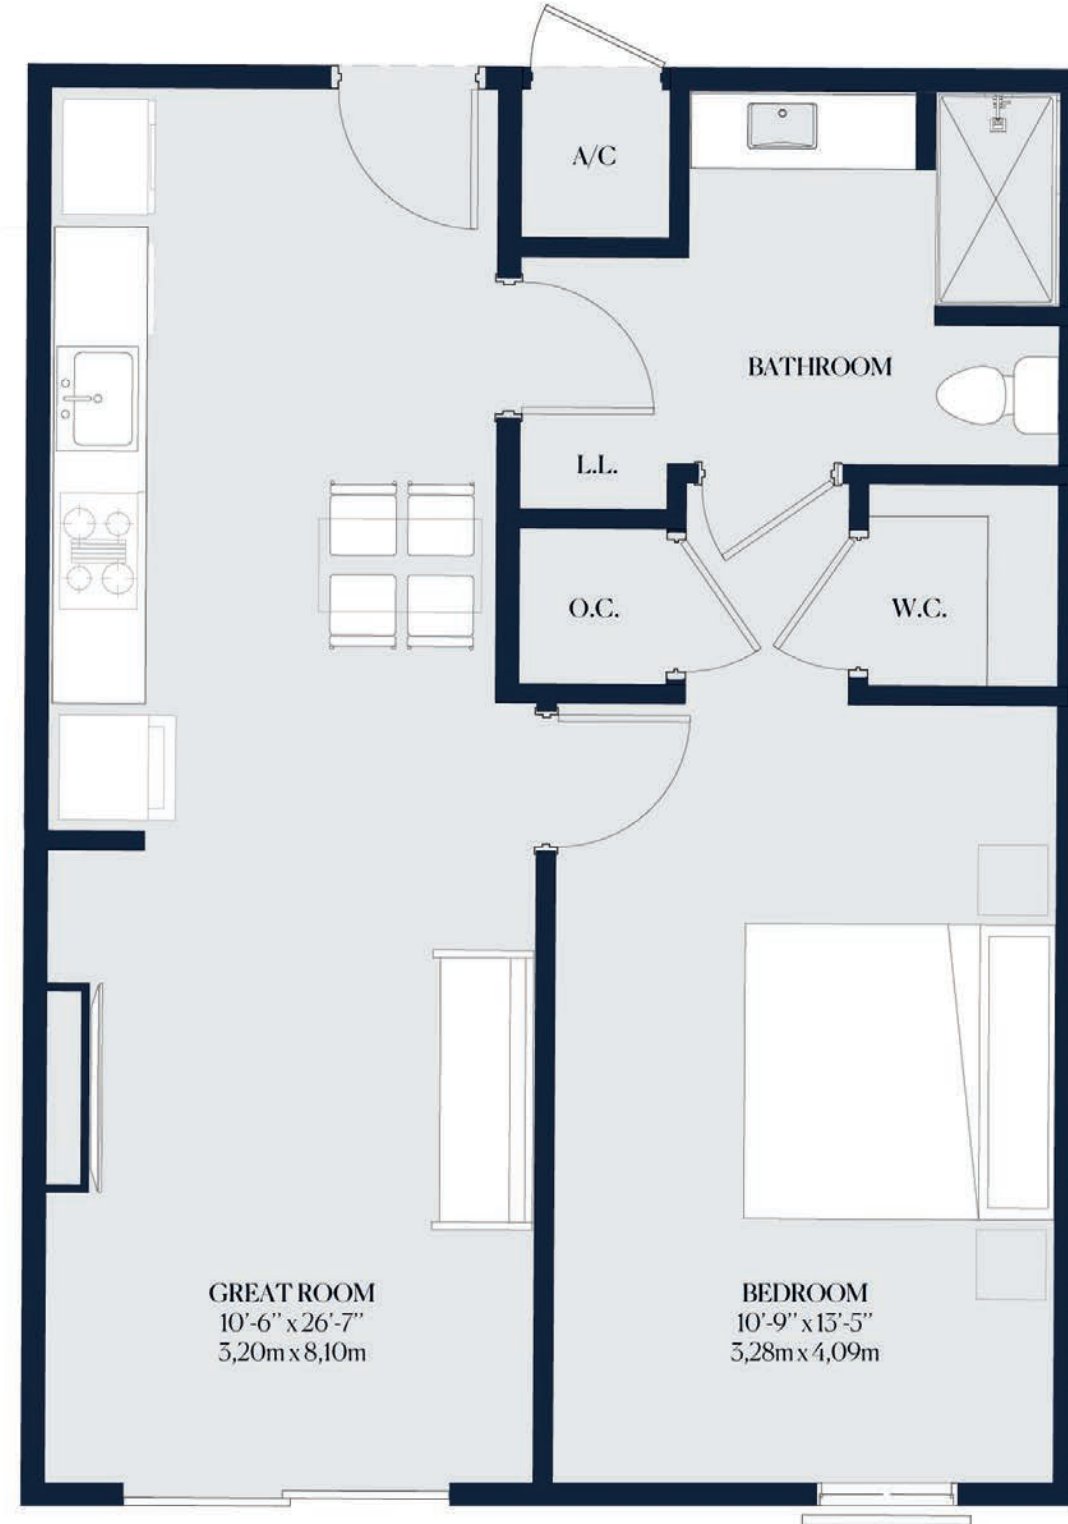 A/C
BATHROOM
L.L.
O.C.
W.C.
GREAT ROOM
10'-6'' x 26'-7''
3,20m x 8,10m
BEDROOM
10'-9'' x 13'-5''
3,28m x 4,09m